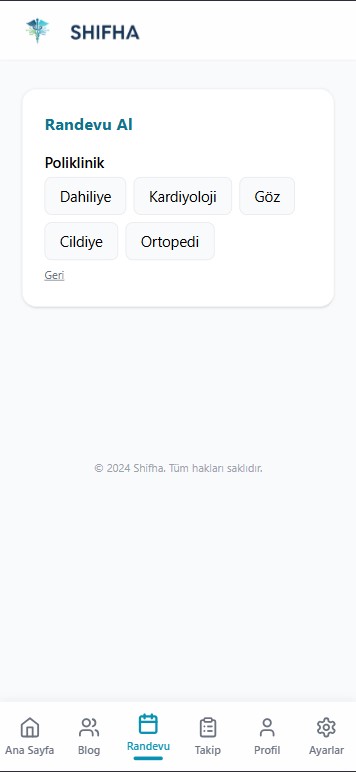 SHIFHA
Randevu Al
Poliklinik
Dahiliye Kardiyoloji Göz
Cildiye Ortopedi
Geri
© 2024 Shifha. Tüm hakları saklıdır.
Ana Sayfa Blog Randevu Takip Profil Ayarlar